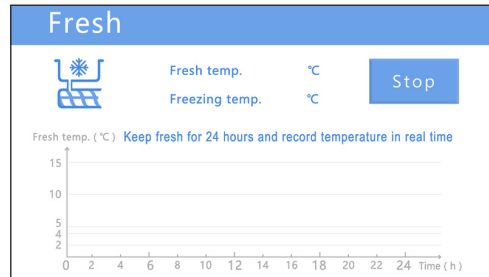 Fresh
Fresh temp. ℃
Stop
Freezing temp. ℃
Fresh temp. ( ℃ ) Keep fresh for 24 hours and record temperature in real time
15
10
5
4
2
0 2 4 6 8 10 12 14 16 18 20 22 24 Time ( h )